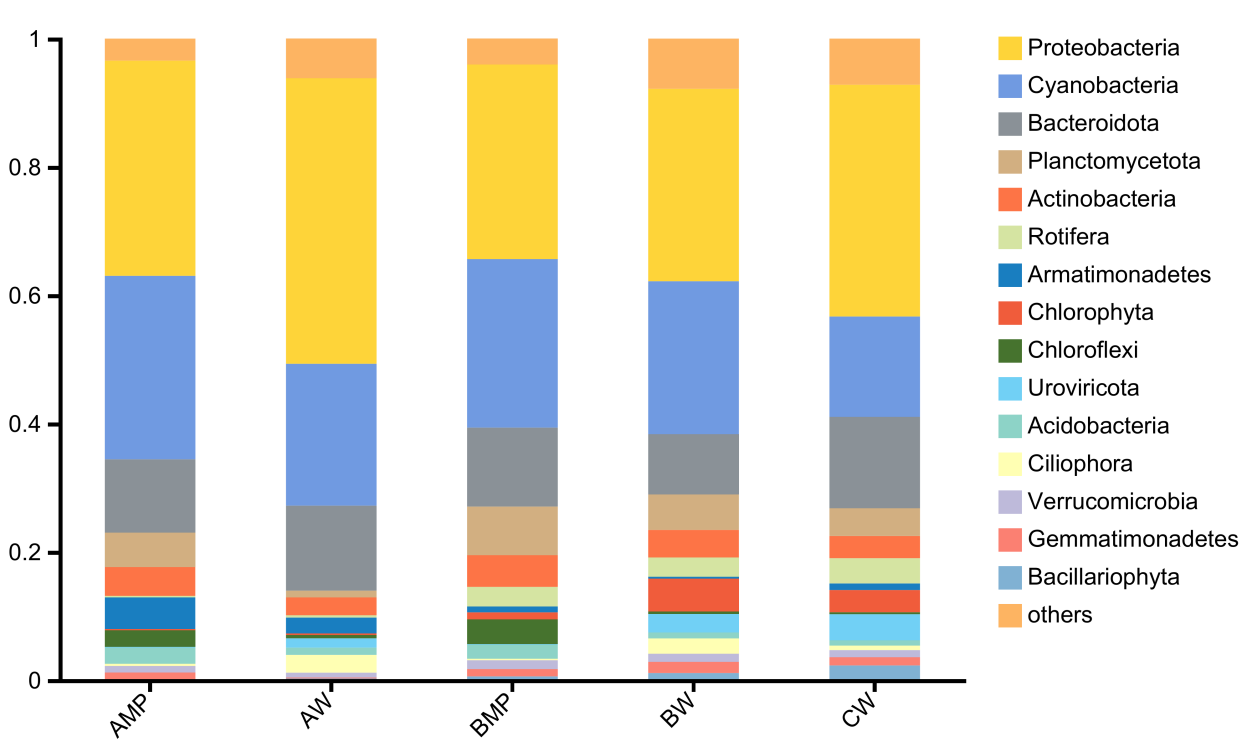 1
0.8
0.6
0.4
0.2
0
AMP
AW
BMP
BW
CW
Proteobacteria
Cyanobacteria
Bacteroidota
Planctomycetota
Actinobacteria
Rotifera
Armatimonadetes
Chlorophyta
Chloroflexi
Uroviricota
Acidobacteria
Ciliophora
Verrucomicrobia
Gemmatimonadetes
Bacillariophyta
others